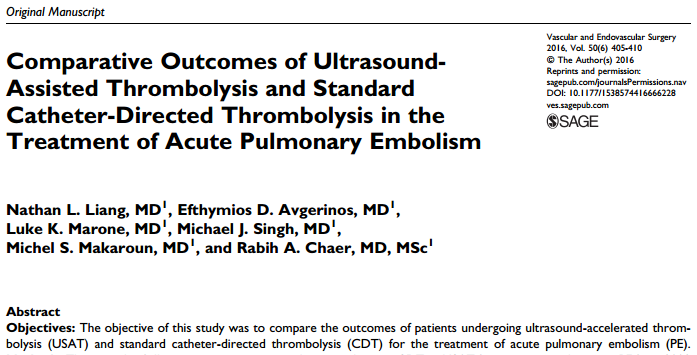 Original Manuscript
Vascular and Endovascular Surgery
2016, Vol. 50(6) 405-410
© The Author(s) 2016
Reprints and permission:
sagepub.com/journalsPermissions.nav
DOI: 10.1177/1538574416666228
ves.sagepub.com
SAGE
Comparative Outcomes of Ultrasound-
Assisted Thrombolysis and Standard
Catheter-Directed Thrombolysis in the
Treatment of Acute Pulmonary Embolism
Nathan L. Liang, MD1, Efthymios D. Avgerinos, MD1,
Luke K. Marone, MD1, Michael J. Singh, MD1,
Michel S. Makaroun, MD1, and Rabih A. Chaer, MD, MSc1
Abstract
Objectives: The objective of this study was to compare the outcomes of patients undergoing ultrasound-accelerated throm-
bolysis (USAT) and standard catheter-directed thrombolysis (CDT) for the treatment of acute pulmonary embolism (PE).